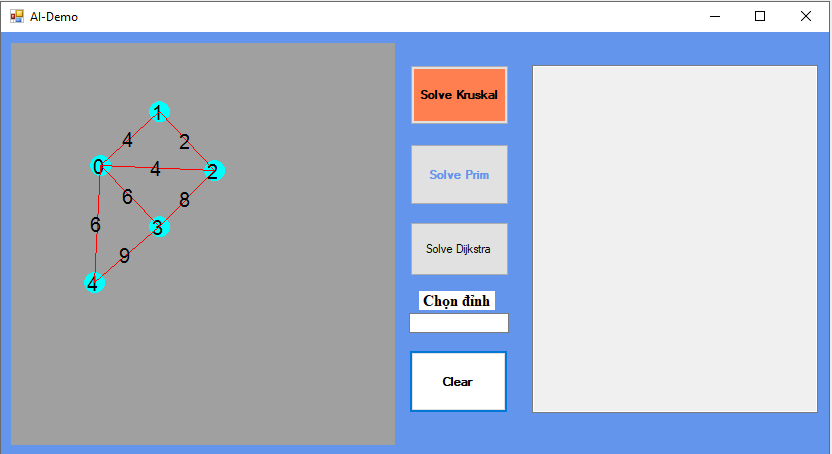 AI-Demo
1
4
2
0
4
2
6
8
6
3
9
4
Solve Kruskal
Solve Prim
Solve Dijkstra
Chọn đỉnh
Clear